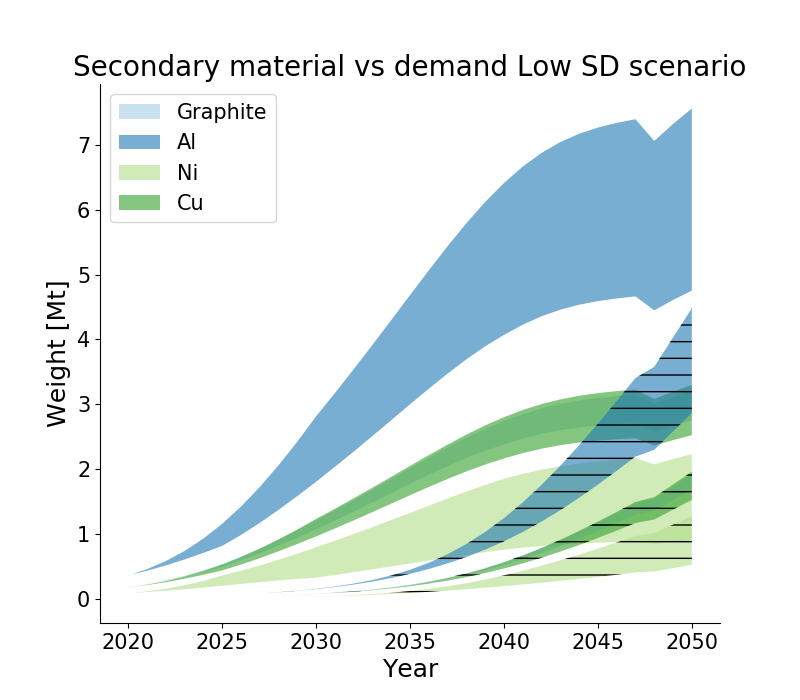 Secondary material vs demand Low SD scenario
Graphite
Al
Ni
Cu
Weight [Mt]
7
6
5
4
3
2
1
0
2020 2025 2030 2035 2040 2045 2050
Year